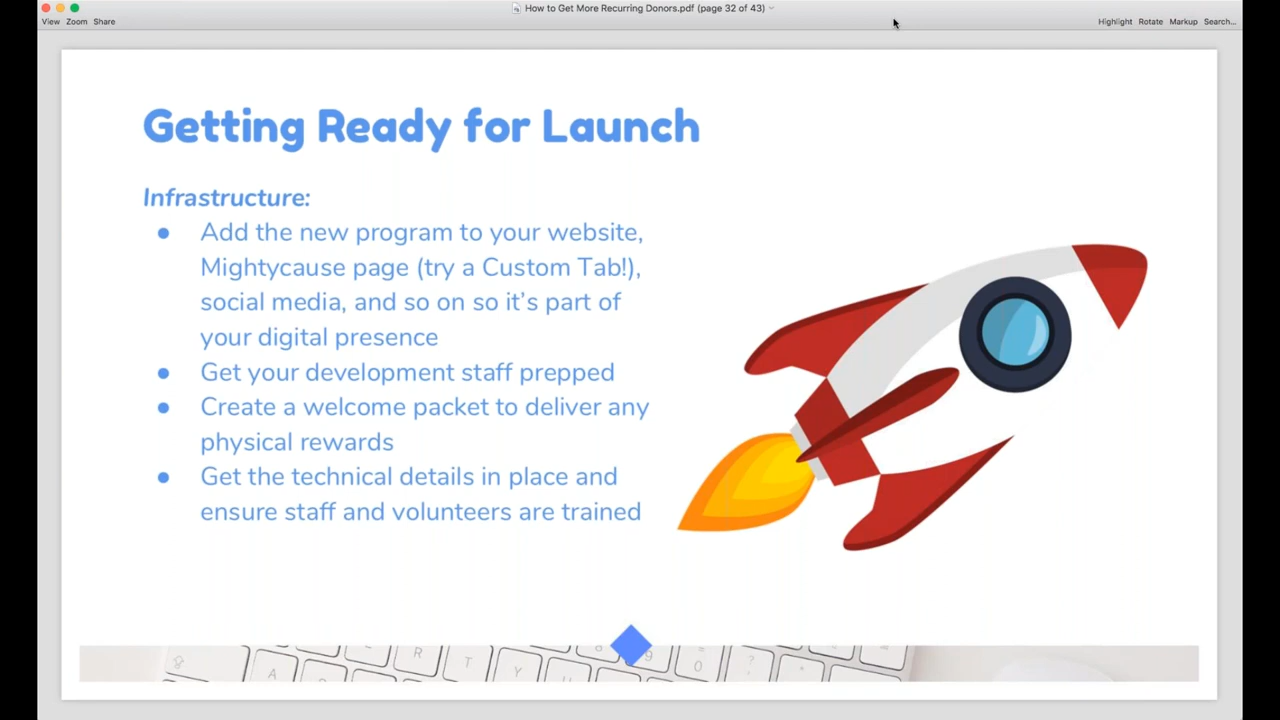 How to Get More Recurring Donors.pdf (page 32 of 43)
View Zoom Share
Highlight Rotate Markup Search...
Getting Ready for Launch
Infrastructure:
● Add the new program to your website,
Mightycause page (try a Custom Tab!),
social media, and so on so it’s part of
your digital presence
● Get your development staff prepped
● Create a welcome packet to deliver any
physical rewards
● Get the technical details in place and
ensure staff and volunteers are trained
R T Y A
9 0 ?